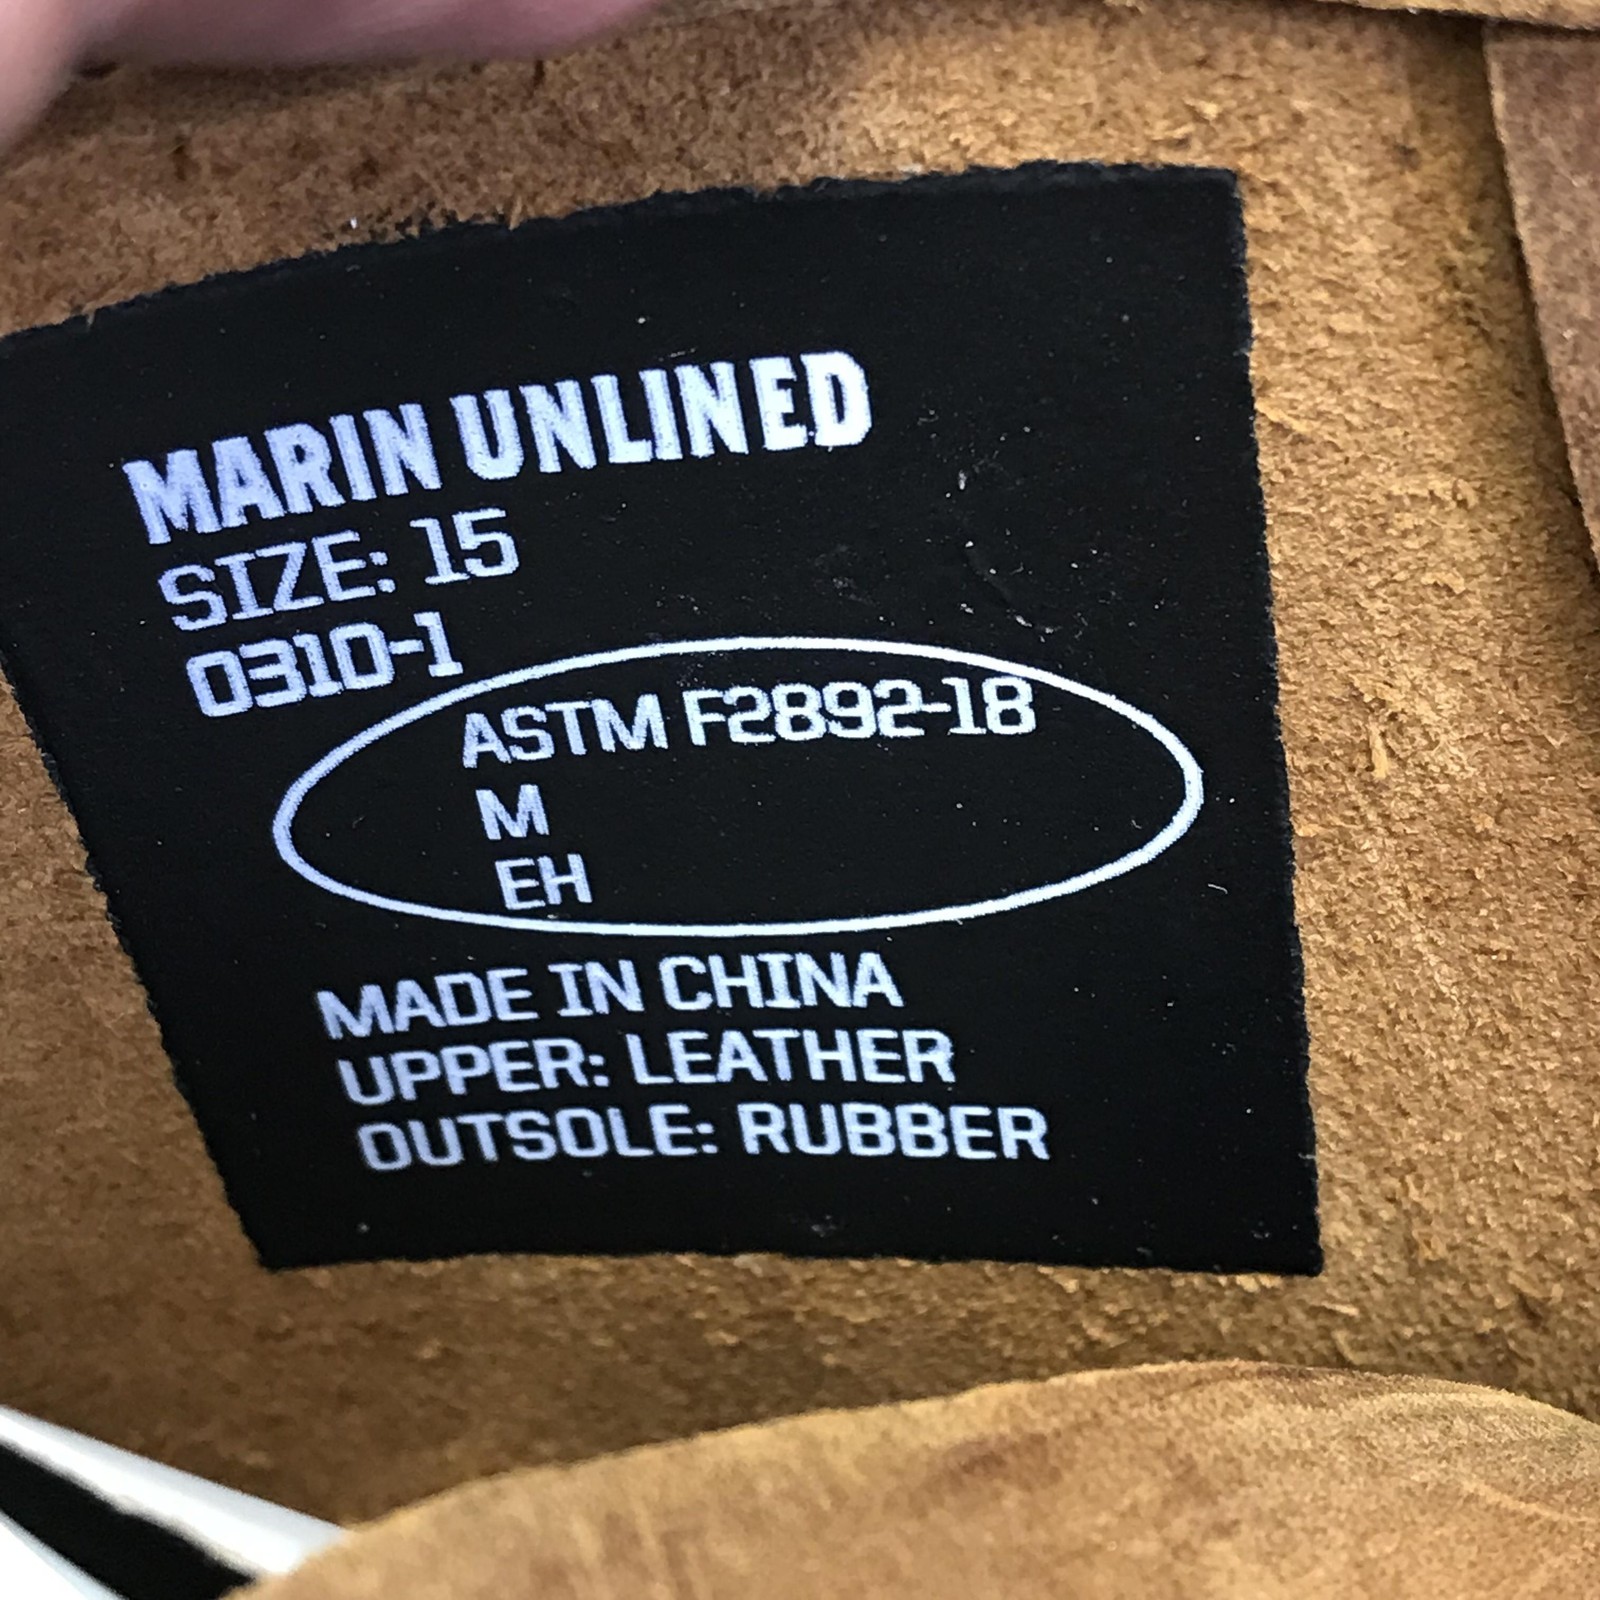 MARIN UNLINED
SIZE: 15
0310-1
ASTM F2892-18
M
EH
MADE IN CHINA
UPPER: LEATHER
OUTSOLE: RUBBER